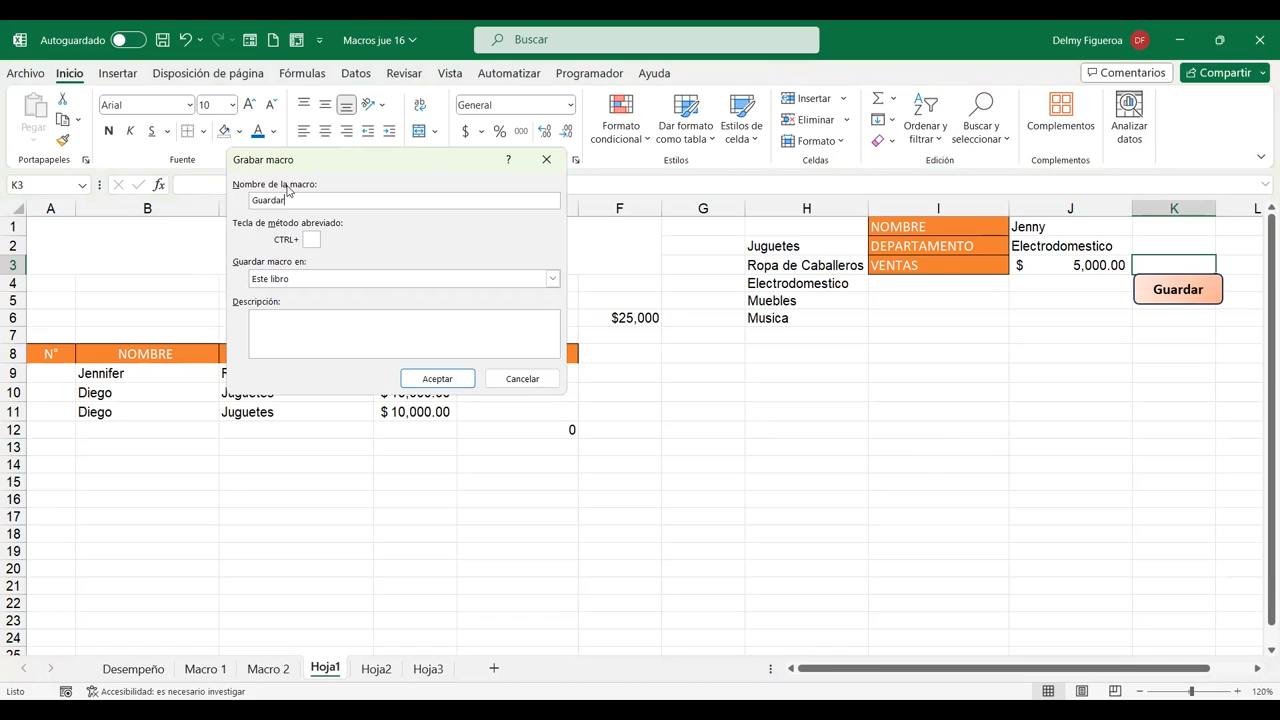 Autoguardado
Macros jue 16
Buscar
Delmy Figueroa DF
Archivo Inicio Insertar Disposición de página Fórmulas Datos Revisar Vista Automatizar Programador Ayuda
Comentarios Compartir
Pegar
Portapapeles
Arial 10
N K S
Fuente
General
$ % 000
Formato condicional
Dar formato como tabla
Estilos de celda
Estilos
Insertar
Eliminar
Formato
Celdas
Ordenar y filtrar
Buscar y seleccionar
Edición
Complementos
Complementos
Analizar datos
K3
fx
Grabar macro
Nombre de la macro:
Guardar
Tecla de método abreviado:
CTRL+
Guardar macro en:
Este libro
Descripción:
Aceptar Cancelar
A B F G H I J K L
1 NOMBRE Jenny
2 Juguetes DEPARTAMENTO Electrodomestico
3 Ropa de Caballeros VENTAS $ 5,000.00
4 Electrodomestico Guardar
5 Muebles
6 $25,000 Musica
7
8 N° NOMBRE
9 Jennifer
10 Diego Juguetes $ 10,000.00
11 Diego Juguetes $ 10,000.00
12 0
13
14
15
16
17
18
19
20
21
22
23
24
25
Desempeño Macro 1 Macro 2 Hoja1 Hoja2 Hoja3
Listo Accesibilidad: es necesario investigar 120%